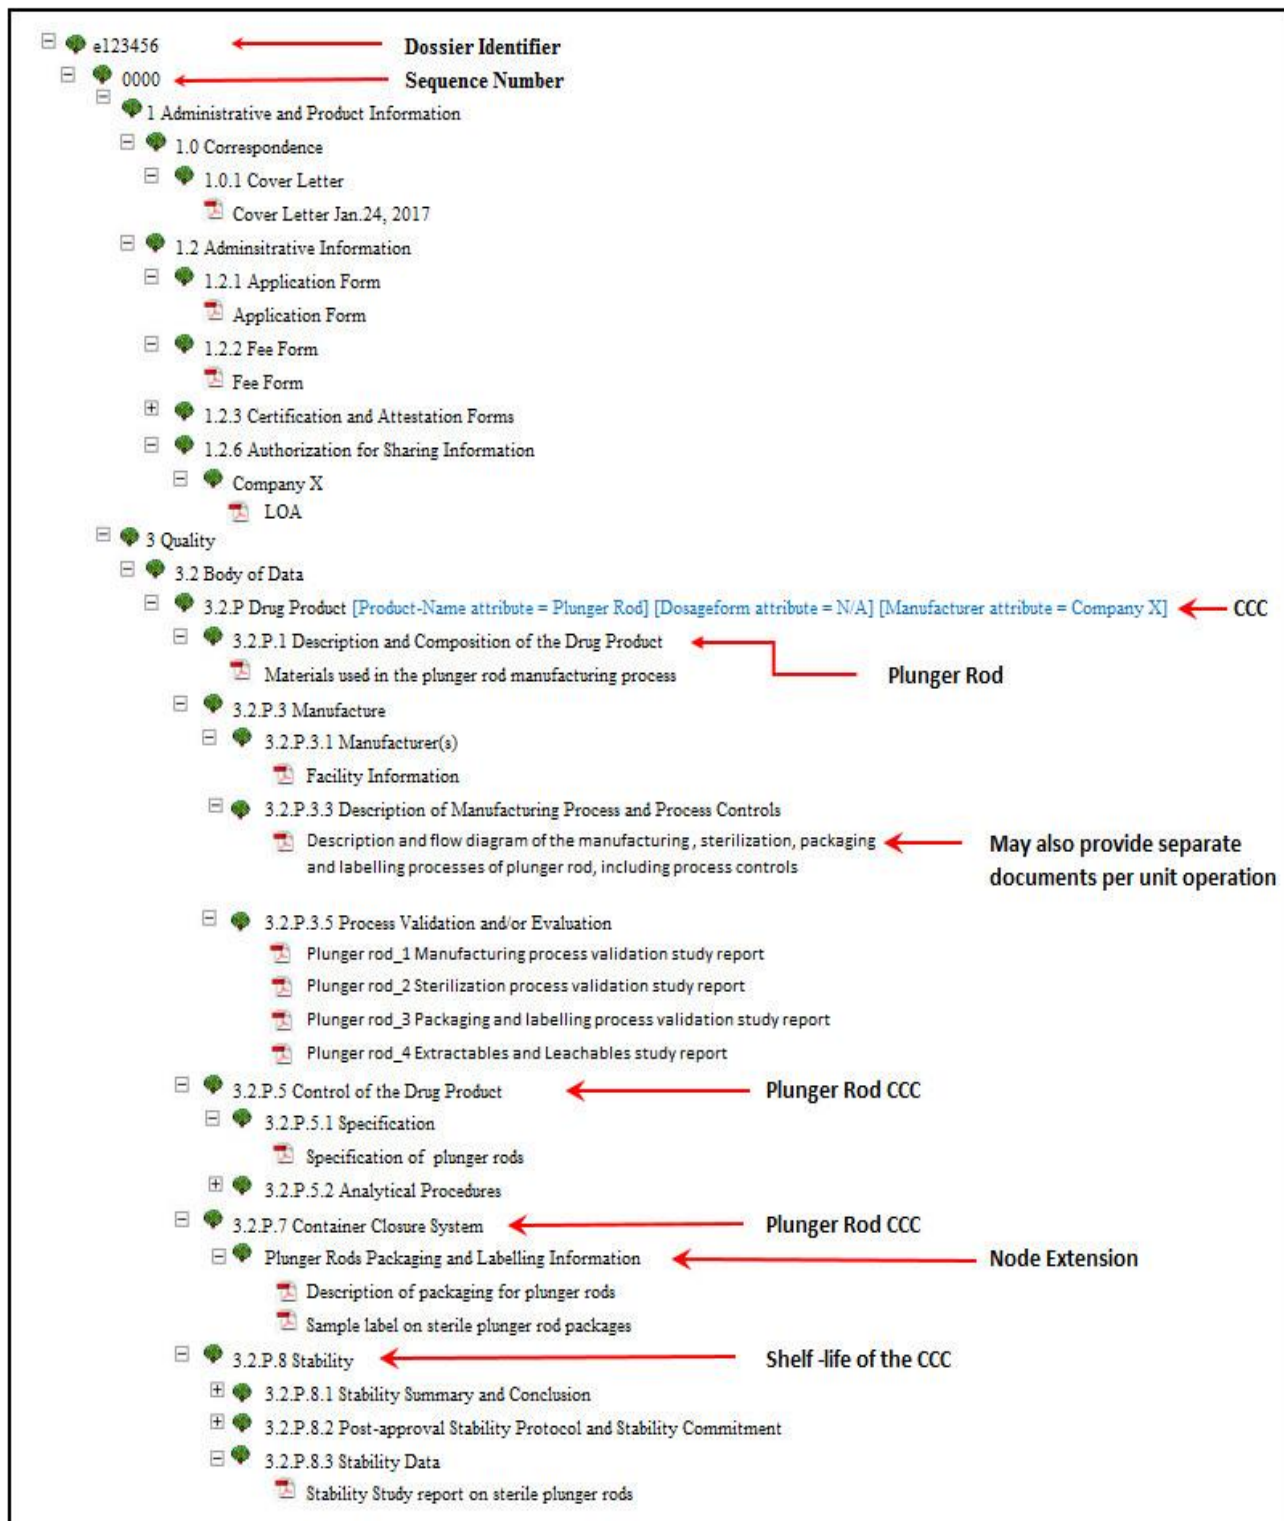 e123456 Dossier Identifier
0000 Sequence Number
1 Administrative and Product Information
1.0 Correspondence
1.0.1 Cover Letter
Cover Letter Jan.24, 2017
1.2 Adminsitrative Information
1.2.1 Application Form
Application Form
1.2.2 Fee Form
Fee Form
1.2.3 Certification and Attestation Forms
1.2.6 Authorization for Sharing Information
Company X
LOA
3 Quality
3.2 Body of Data
3.2.P Drug Product [Product-Name attribute = Plunger Rod] [Dosageform attribute = N/A] [Manufacturer attribute = Company X] CCC
3.2.P.1 Description and Composition of the Drug Product
Materials used in the plunger rod manufacturing process Plunger Rod
3.2.P.3 Manufacture
3.2.P.3.1 Manufacturer(s)
Facility Information
3.2.P.3.3 Description of Manufacturing Process and Process Controls
Description and flow diagram of the manufacturing , sterilization, packaging May also provide separate
and labelling processes of plunger rod, including process controls documents per unit operation
3.2.P.3.5 Process Validation and/or Evaluation
Plunger rod_1 Manufacturing process validation study report
Plunger rod_2 Sterilization process validation study report
Plunger rod_3 Packaging and labelling process validation study report
Plunger rod_4 Extractables and Leachables study report
3.2.P.5 Control of the Drug Product Plunger Rod CCC
3.2.P.5.1 Specification
Specification of plunger rods
3.2.P.5.2 Analytical Procedures
3.2.P.7 Container Closure System Plunger Rod CCC
Plunger Rods Packaging and Labelling Information Node Extension
Description of packaging for plunger rods
Sample label on sterile plunger rod packages
3.2.P.8 Stability Shelf -life of the CCC
3.2.P.8.1 Stability Summary and Conclusion
3.2.P.8.2 Post-approval Stability Protocol and Stability Commitment
3.2.P.8.3 Stability Data
Stability Study report on sterile plunger rods